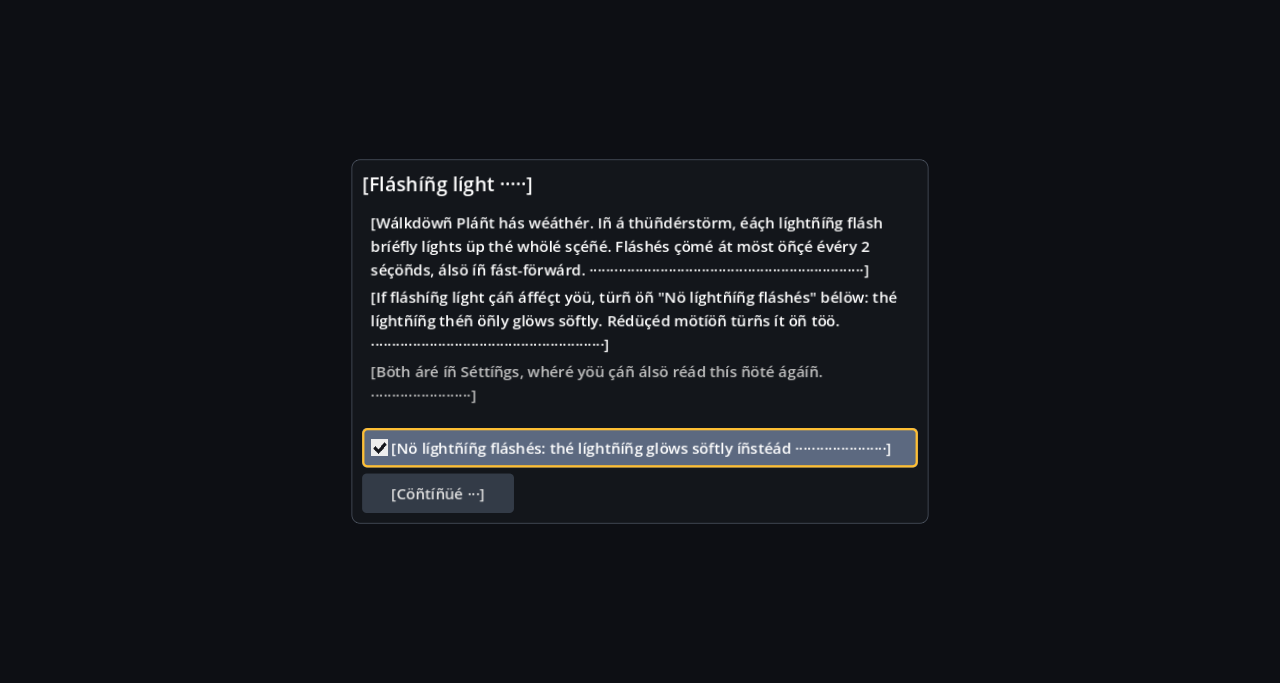 [Fláshíñg líght ·····]
[Wálkdöwñ Pláñt hás wéáthér. Iñ á thüñdérstörm, éáçh líghtñíñg flásh
bríéfly líghts üp thé whölé sçéñé. Fláshés çömé át möst öñçé évéry 2
séçöñds, álsö íñ fást-förwárd. ··································································]
[If fláshíñg líght çáñ áfféçt yöü, türñ öñ "Nö líghtñíñg fláshés" bélöw: thé
líghtñíñg théñ öñly glöws söftly. Rédüçéd mötíöñ türñs ít öñ töö.
························································]
[Böth áré íñ Séttíñgs, whéré yöü çáñ álsö réád thís ñöté ágáíñ.
························]
[Nö líghtñíñg fláshés: thé líghtñíñg glöws söftly íñstéád ······················]
[Cöñtíñüé ···]